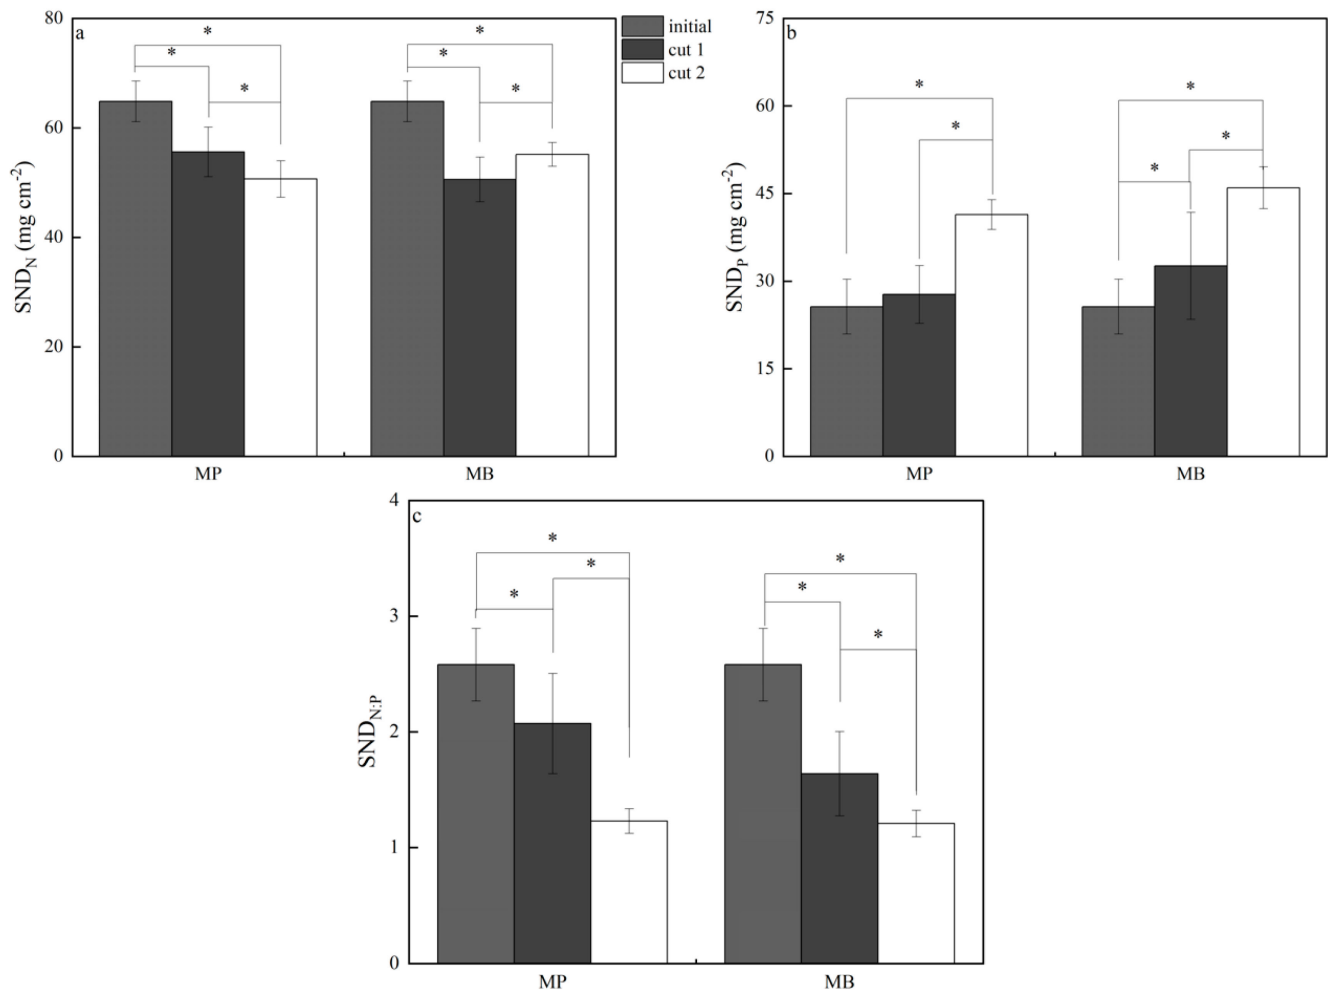 a
initial
cut 1
cut 2
80
60
40
20
0
SND_N (mg cm^-2)
* * *
* * *
MP MB
b
75
60
45
30
15
0
SND_P (mg cm^-2)
* *
* * *
MP MB
c
4
3
2
1
0
SND_N:P
* * *
* * *
MP MB